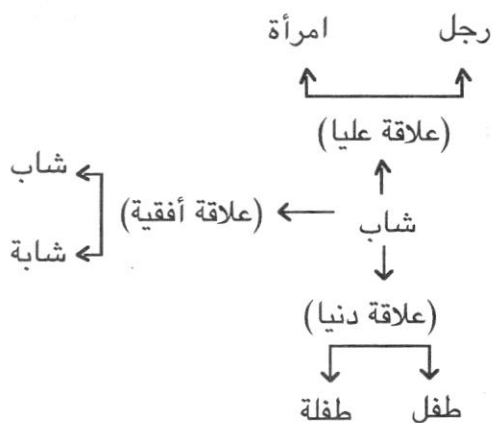 رجل امرأة
(علاقة عليا)
شاب
(علاقة أفقية)
شاب
شابة
(علاقة دنيا)
طفل طفلة